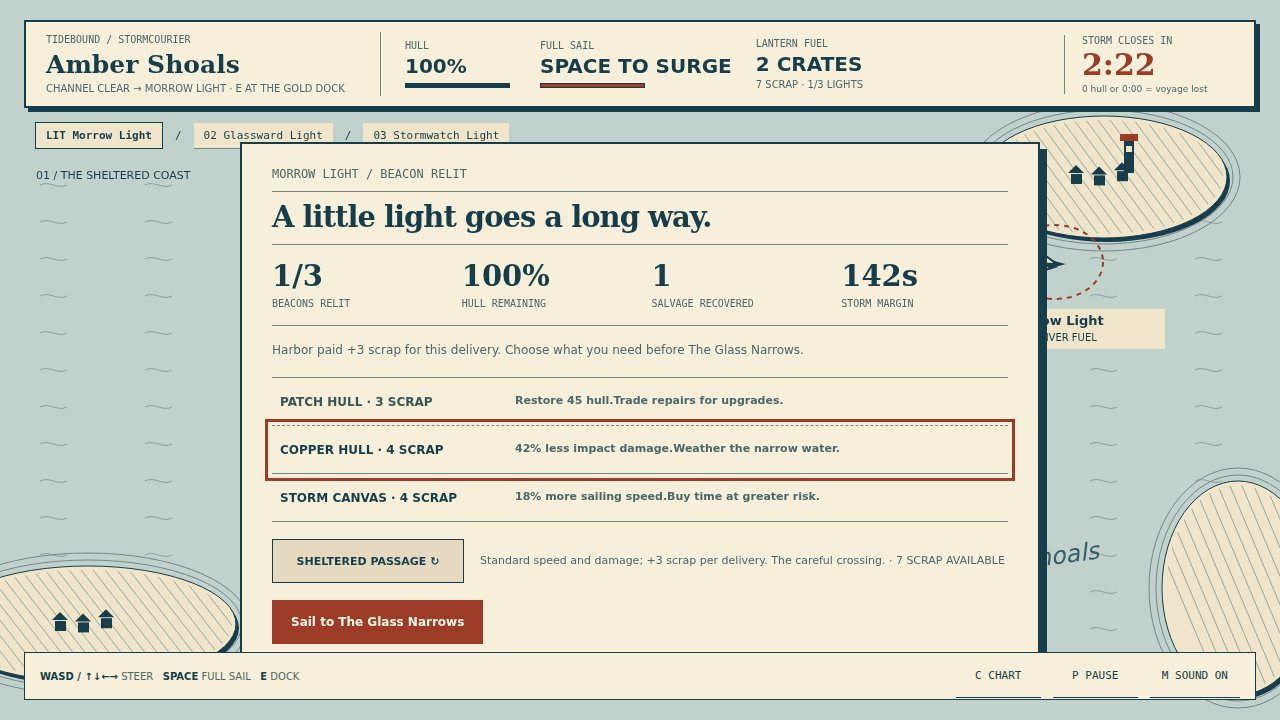 TIDEBOUND / STORMCOURIER
Amber Shoals
CHANNEL CLEAR → MORROW LIGHT · E AT THE GOLD DOCK
HULL
100%
FULL SAIL
SPACE TO SURGE
LANTERN FUEL
2 CRATES
7 SCRAP · 1/3 LIGHTS
STORM CLOSES IN
2:22
0 hull or 0:00 = voyage lost
LIT Morrow Light / 02 Glassward Light / 03 Stormwatch Light
01 / THE SHELTERED COAST
MORROW LIGHT / BEACON RELIT
A little light goes a long way.
1/3 100% 1 142s
BEACONS RELIT HULL REMAINING SALVAGE RECOVERED STORM MARGIN
Harbor paid +3 scrap for this delivery. Choose what you need before The Glass Narrows.
PATCH HULL · 3 SCRAP Restore 45 hull.Trade repairs for upgrades.
COPPER HULL · 4 SCRAP 42% less impact damage.Weather the narrow water.
STORM CANVAS · 4 SCRAP 18% more sailing speed.Buy time at greater risk.
SHELTERED PASSAGE ↻ Standard speed and damage; +3 scrap per delivery. The careful crossing. · 7 SCRAP AVAILABLE
Sail to The Glass Narrows
ow Light
VER FUEL
hoals
WASD / ↑↓←→ STEER SPACE FULL SAIL E DOCK
C CHART P PAUSE M SOUND ON